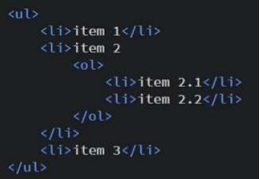 <ul>
<li>item 1</li>
<li>item 2
<ol>
<li>item 2.1</li>
<li>item 2.2</li>
</ol>
</li>
<li>item 3</li>
</ul>